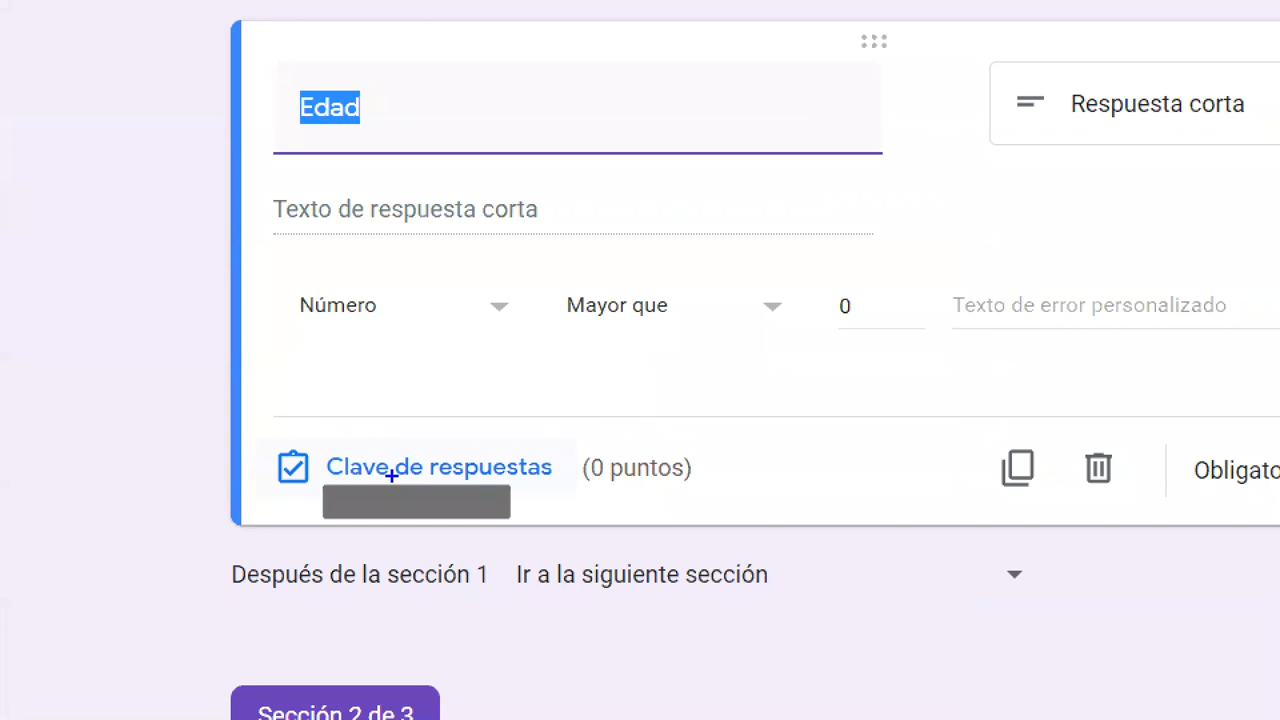 Edad
Respuesta corta
Texto de respuesta corta
Número Mayor que 0 Texto de error personalizado
Clave de respuestas (0 puntos)
Obligato
Después de la sección 1 Ir a la siguiente sección
Sección 2 de 3